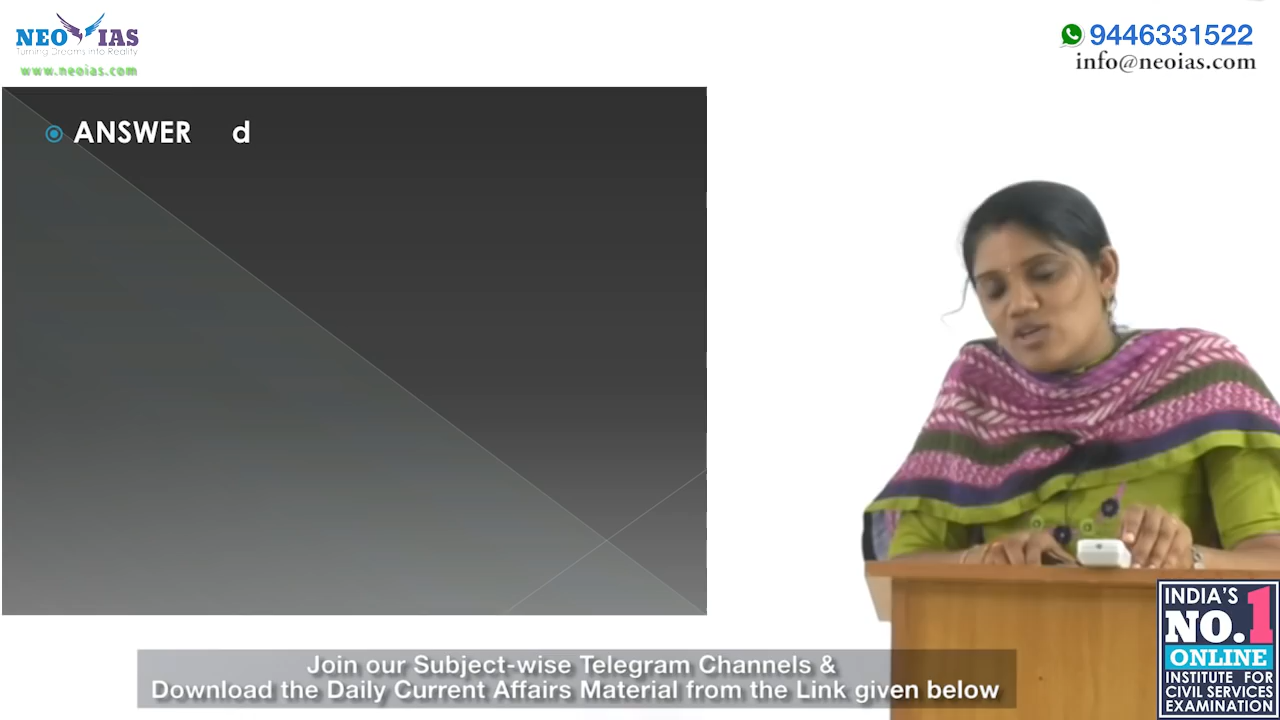 NEO IAS
Turning Dreams into Reality
www.neoias.com
9446331522
info@neoias.com
ANSWER d
Join our Subject-wise Telegram Channels &
Download the Daily Current Affairs Material from the Link given below
INDIA'S
NO.1
ONLINE
INSTITUTE FOR
CIVIL SERVICES
EXAMINATION